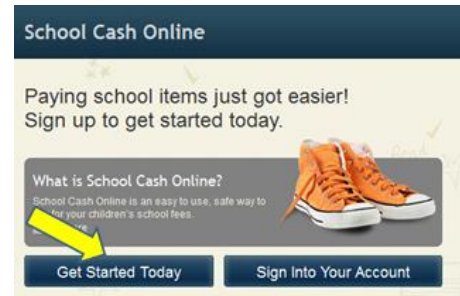 School Cash Online
Paying school items just got easier!
Sign up to get started today.
What is School Cash Online?
School Cash Online is an easy to use, safe way to
for your children's school fees.
Get Started Today
Sign Into Your Account